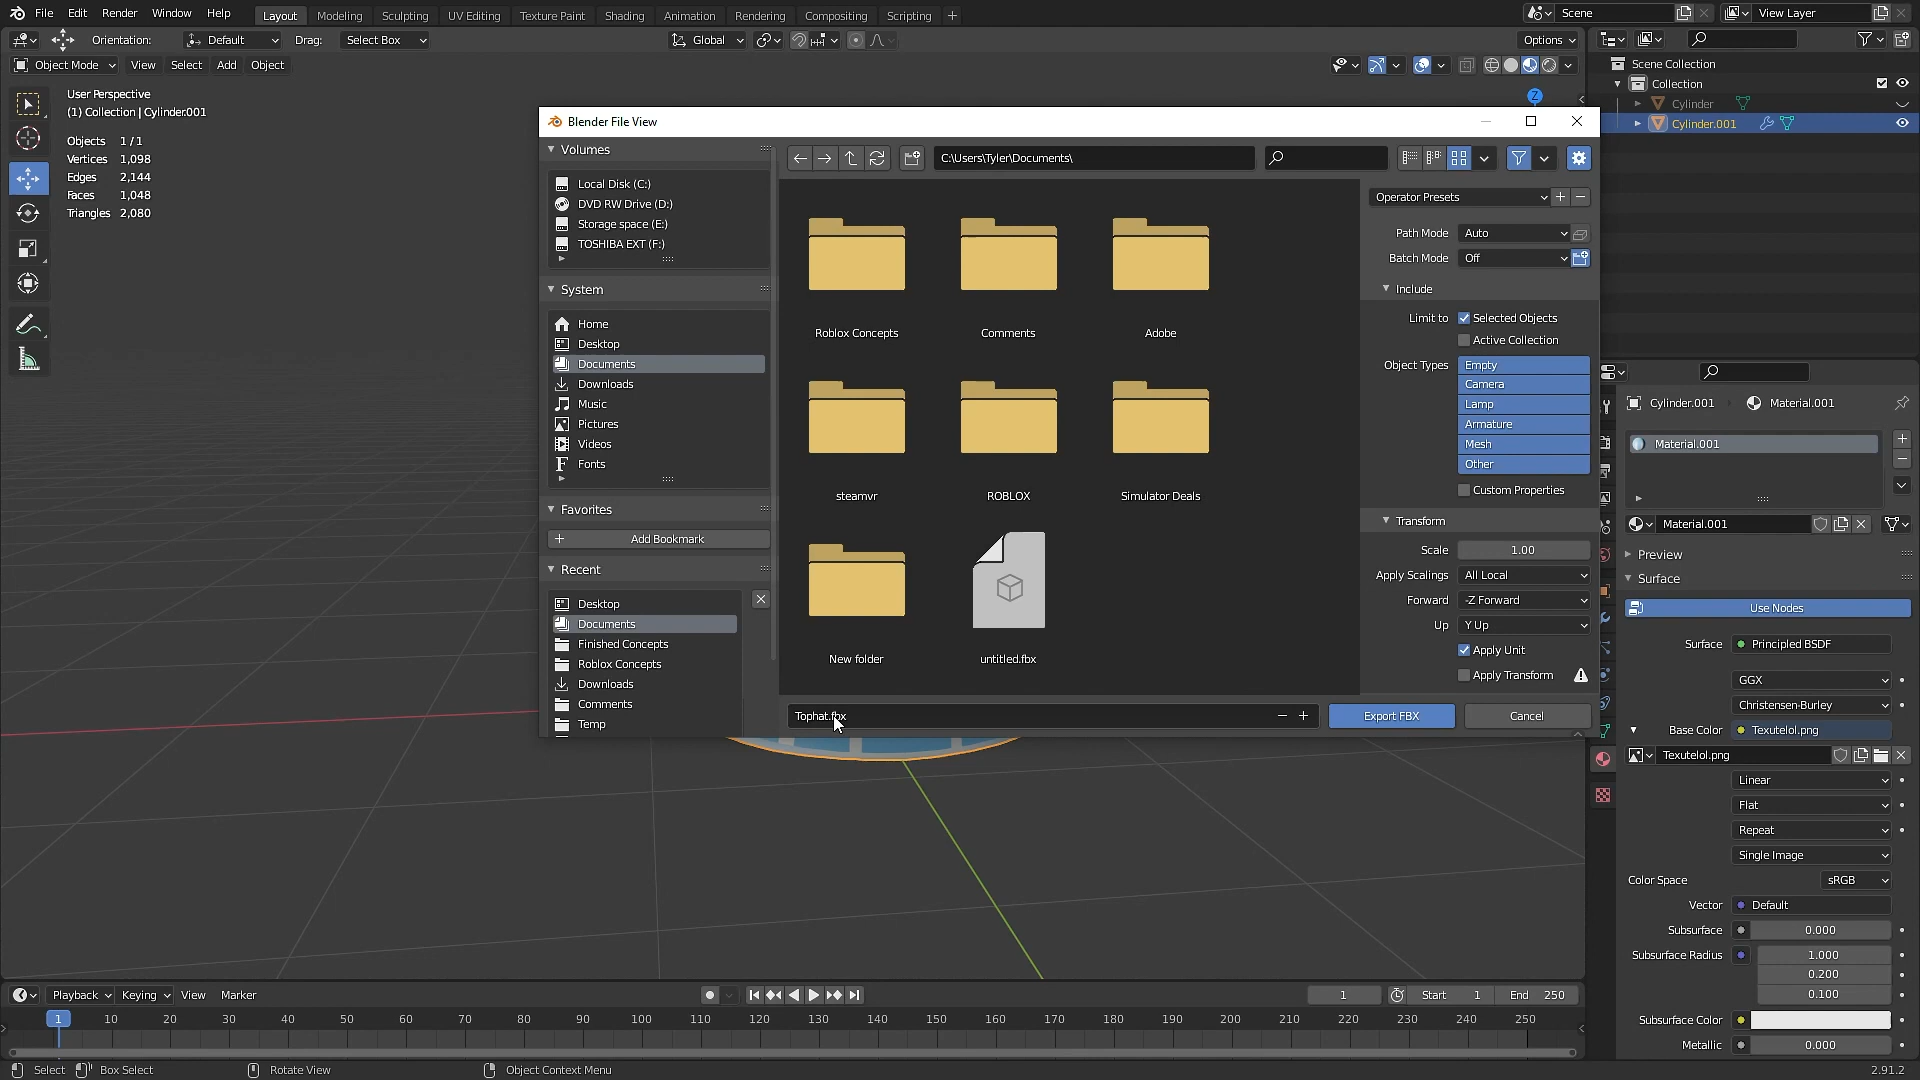 File Edit Render Window Help Layout Modeling Sculpting UV Editing Texture Paint Shading Animation Rendering Compositing Scripting + Scene View Layer
Orientation: Default Drag: Select Box Global Options
Object Mode View Select Add Object
User Perspective
(1) Collection | Cylinder.001
Objects 1 / 1
Vertices 1,098
Edges 2,144
Faces 1,048
Triangles 2,080
Z
Blender File View
Volumes
Local Disk (C:)
DVD RW Drive (D:)
Storage space (E:)
TOSHIBA EXT (F:)
System
Home
Desktop
Documents
Downloads
Music
Pictures
Videos
Fonts
Favorites
Add Bookmark
Recent
Desktop
Documents
Finished Concepts
Roblox Concepts
Downloads
Comments
Temp
C:\Users\Tyler\Documents\
Roblox Concepts Comments Adobe
steamvr ROBLOX Simulator Deals
New folder untitled.fbx
Tophat.fbx
Export FBX Cancel
Operator Presets
Path Mode Auto
Batch Mode Off
Include
Limit to Selected Objects
Active Collection
Object Types Empty
Camera
Lamp
Armature
Mesh
Other
Custom Properties
Transform
Scale 1.00
Apply Scalings All Local
Forward -Z Forward
Up Y Up
Apply Unit
Apply Transform
Scene Collection
Collection
Cylinder
Cylinder.001
Cylinder.001 Material.001
Material.001
Material.001
Preview
Surface
Use Nodes
Surface Principled BSDF
GGX
Christensen-Burley
Base Color Texutelol.png
Texutelol.png
Linear
Flat
Repeat
Single Image
Color Space sRGB
Vector Default
Subsurface 0.000
Subsurface Radius 1.000
0.200
0.100
Subsurface Color
Metallic 0.000
Playback Keying View Marker 1 Start 1 End 250
1 10 20 30 40 50 60 70 80 90 100 110 120 130 140 150 160 170 180 190 200 210 220 230 240 250
Select Box Select Rotate View Object Context Menu 2.91.2